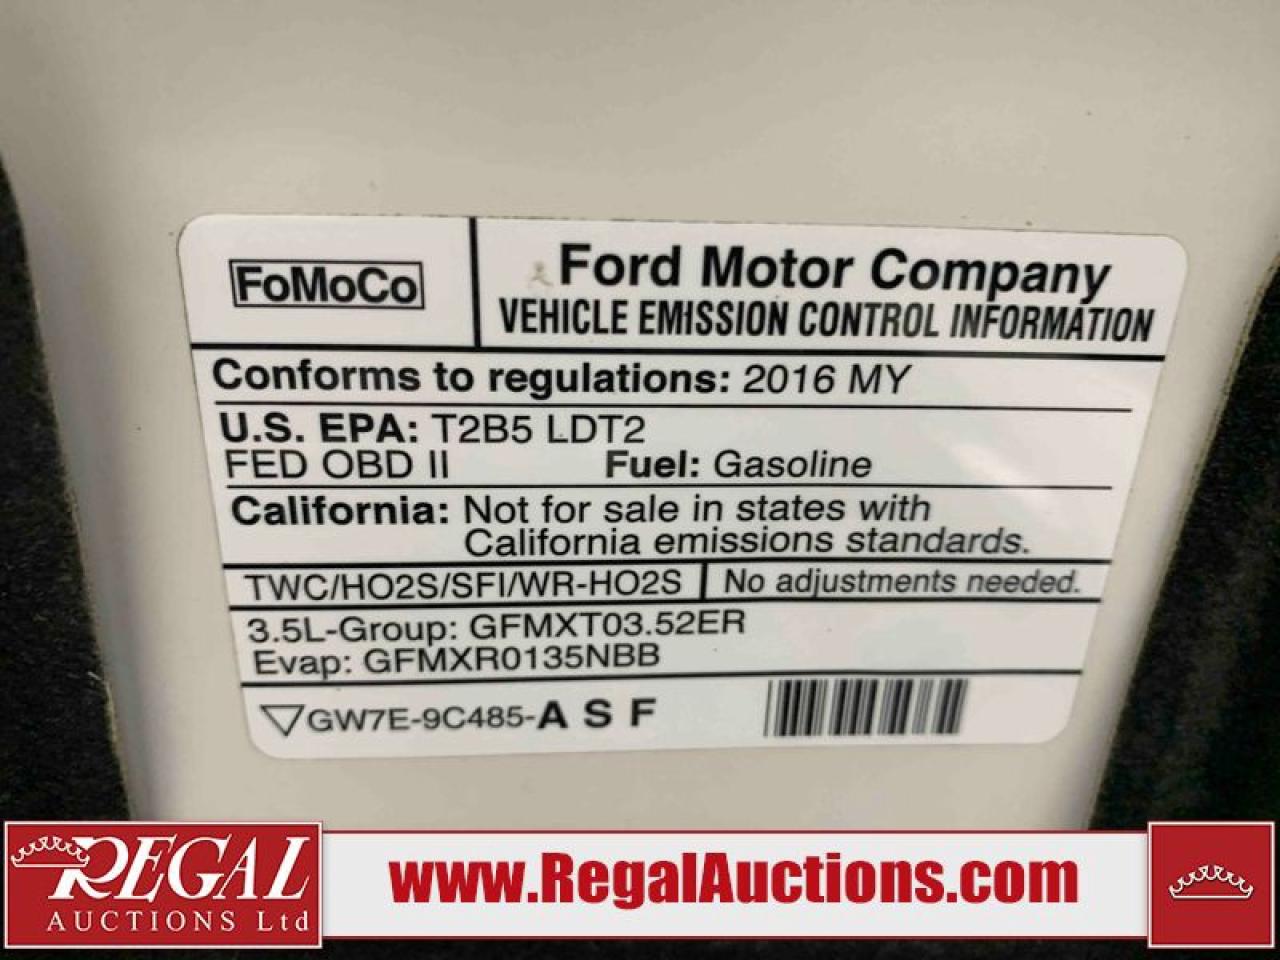 FoMoCo
Ford Motor Company
VEHICLE EMISSION CONTROL INFORMATION
Conforms to regulations: 2016 MY
U.S. EPA: T2B5 LDT2
FED OBD II Fuel: Gasoline
California: Not for sale in states with
California emissions standards.
TWC/HO2S/SFI/WR-HO2S No adjustments needed.
3.5L-Group: GFMXT03.52ER
Evap: GFMXR0135NBB
GW7E-9C485-A S F
REGAL
AUCTIONS Ltd
www.RegalAuctions.com